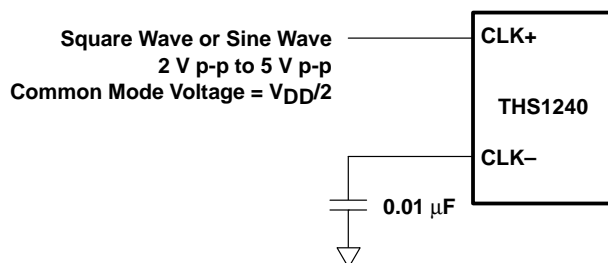 Square Wave or Sine Wave
2 V p-p to 5 V p-p
Common Mode Voltage = VDD/2
CLK+
THS1240
CLK–
0.01 μF